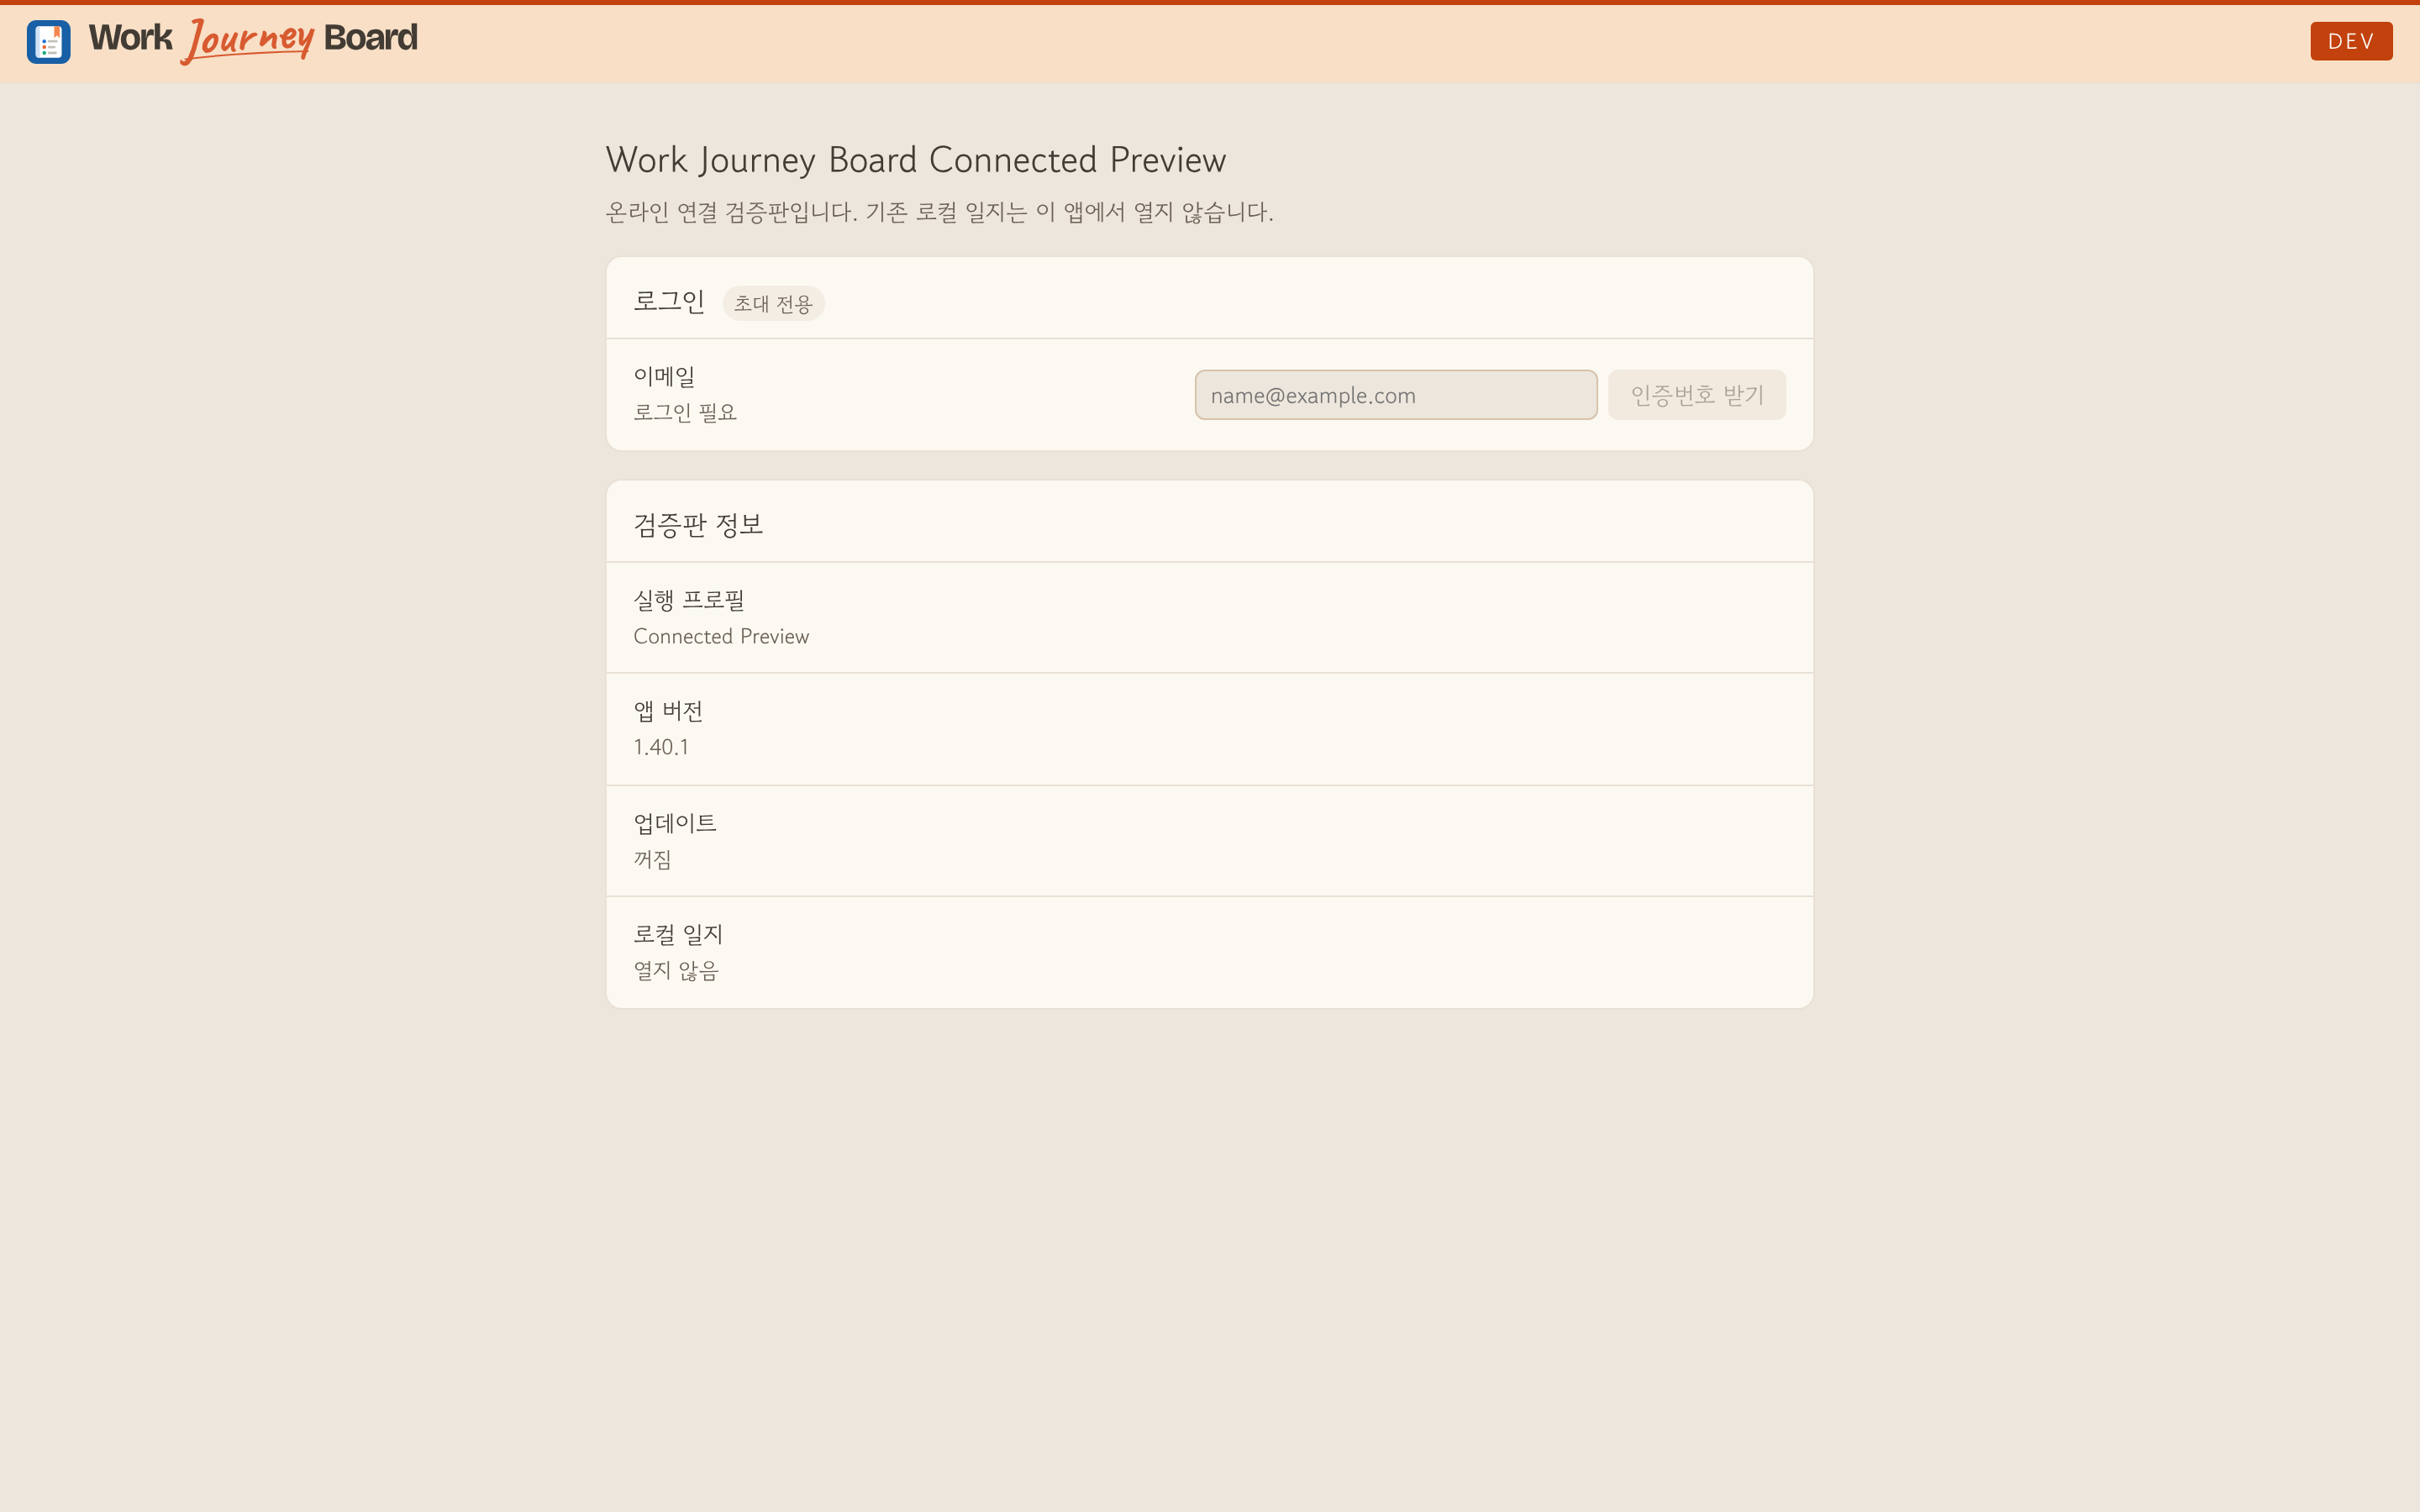 Work Journey Board
DEV
Work Journey Board Connected Preview
온라인 연결 검증판입니다. 기존 로컬 일지는 이 앱에서 열지 않습니다.
로그인 초대 전용
이메일
로그인 필요
name@example.com 인증번호 받기
검증판 정보
실행 프로필
Connected Preview
앱 버전
1.40.1
업데이트
꺼짐
로컬 일지
열지 않음